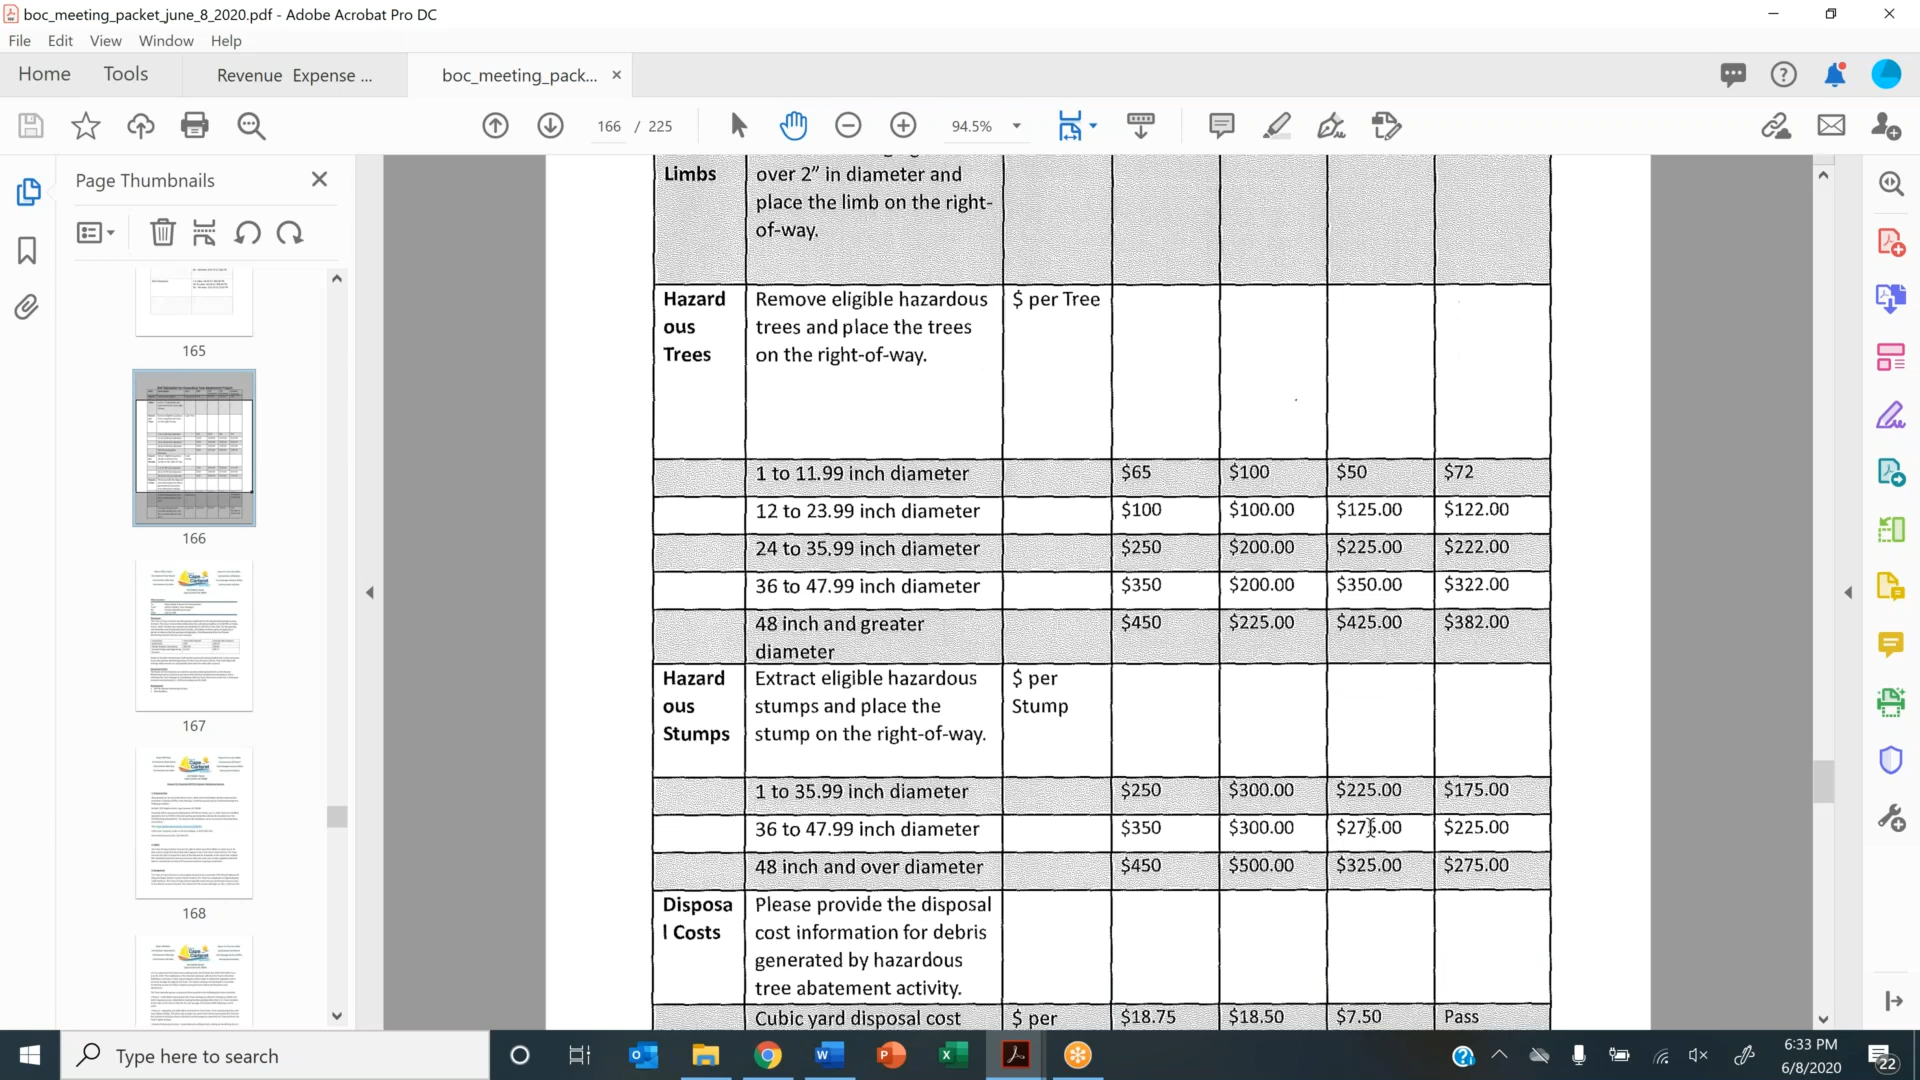 boc_meeting_packet_june_8_2020.pdf - Adobe Acrobat Pro DC
File Edit View Window Help
Home Tools Revenue Expense ... boc_meeting_pack...
166 / 225 94.5%
Page Thumbnails
165
166
167
168
Limbs over 2” in diameter and
place the limb on the right-
of-way.
Hazard Remove eligible hazardous $ per Tree
ous trees and place the trees
Trees on the right-of-way.
1 to 11.99 inch diameter $65 $100 $50 $72
12 to 23.99 inch diameter $100 $100.00 $125.00 $122.00
24 to 35.99 inch diameter $250 $200.00 $225.00 $222.00
36 to 47.99 inch diameter $350 $200.00 $350.00 $322.00
48 inch and greater $450 $225.00 $425.00 $382.00
diameter
Hazard Extract eligible hazardous $ per
ous stumps and place the Stump
Stumps stump on the right-of-way.
1 to 35.99 inch diameter $250 $300.00 $225.00 $175.00
36 to 47.99 inch diameter $350 $300.00 $275.00 $225.00
48 inch and over diameter $450 $500.00 $325.00 $275.00
Disposa Please provide the disposal
l Costs cost information for debris
generated by hazardous
tree abatement activity.
Cubic yard disposal cost $ per $18.75 $18.50 $7.50 Pass
Type here to search
6:33 PM
6/8/2020
22